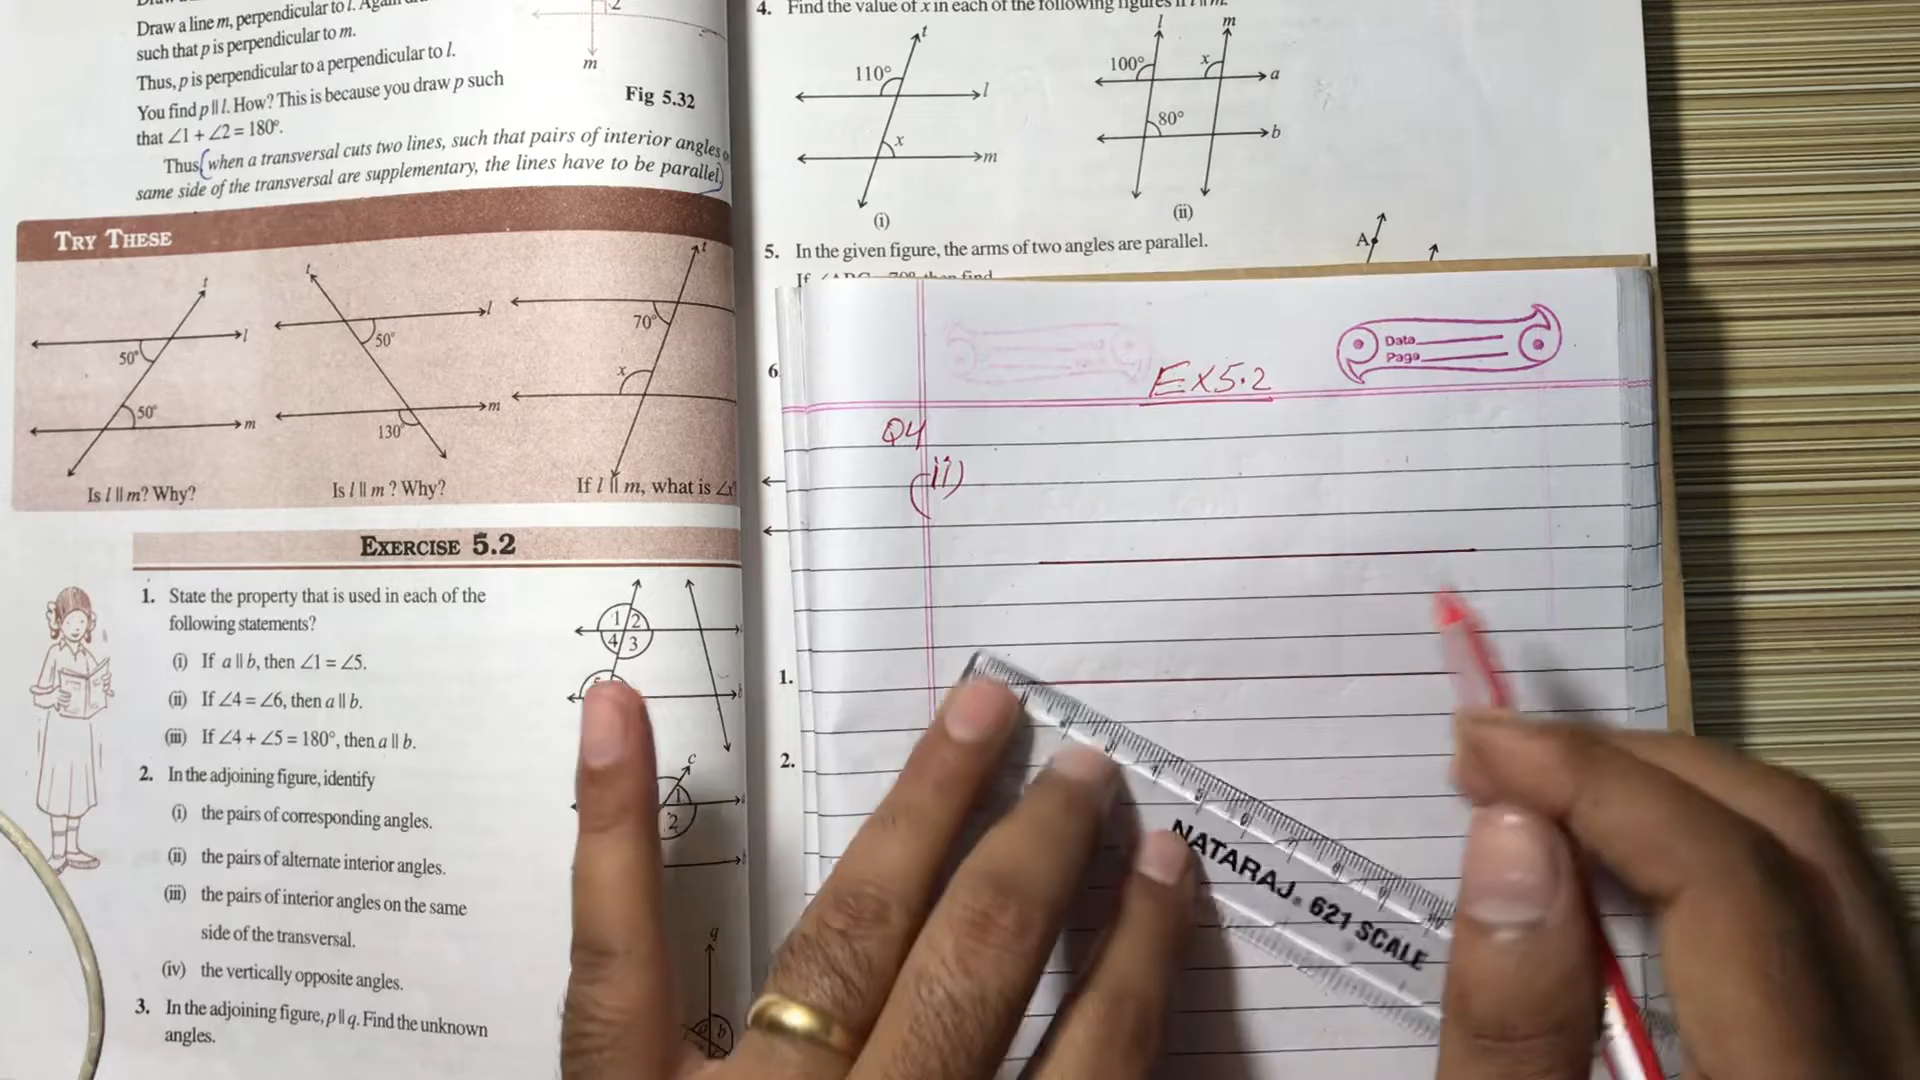 Draw a line m, perpendicular to l.
such that p is perpendicular to m.
Thus, p is perpendicular to a perpendicular to l.
You find p || l. How? This is because you draw p such
that ∠1 + ∠2 = 180°.
Thus, when a transversal cuts two lines, such that pairs of interior angles
same side of the transversal are supplementary, the lines have to be parallel.
2
m
Fig 5.32
TRY THESE
t
l
50°
50°
m
Is l || m? Why?
t
l
50°
m
130°
Is l || m ? Why?
t
70°
x
If l || m, what is ∠x
EXERCISE 5.2
1. State the property that is used in each of the
following statements?
(i) If a || b, then ∠1 = ∠5.
(ii) If ∠4 = ∠6, then a || b.
(iii) If ∠4 + ∠5 = 180°, then a || b.
1 2
4 3
2. In the adjoining figure, identify
(i) the pairs of corresponding angles.
(ii) the pairs of alternate interior angles.
(iii) the pairs of interior angles on the same
side of the transversal.
(iv) the vertically opposite angles.
c
1
2
3. In the adjoining figure, p || q. Find the unknown
angles.
q
a b
4. Find the value of x in each of the following figures if l || m.
t
110°
l
x
m
(i)
l m
100° x a
80°
b
(ii)
5. In the given figure, the arms of two angles are parallel.
If ∠ABC = 70°, then find
A
6.
1.
2.
Data
Page
EX5.2
Q4
(ii)
NATARAJ® 621 SCALE